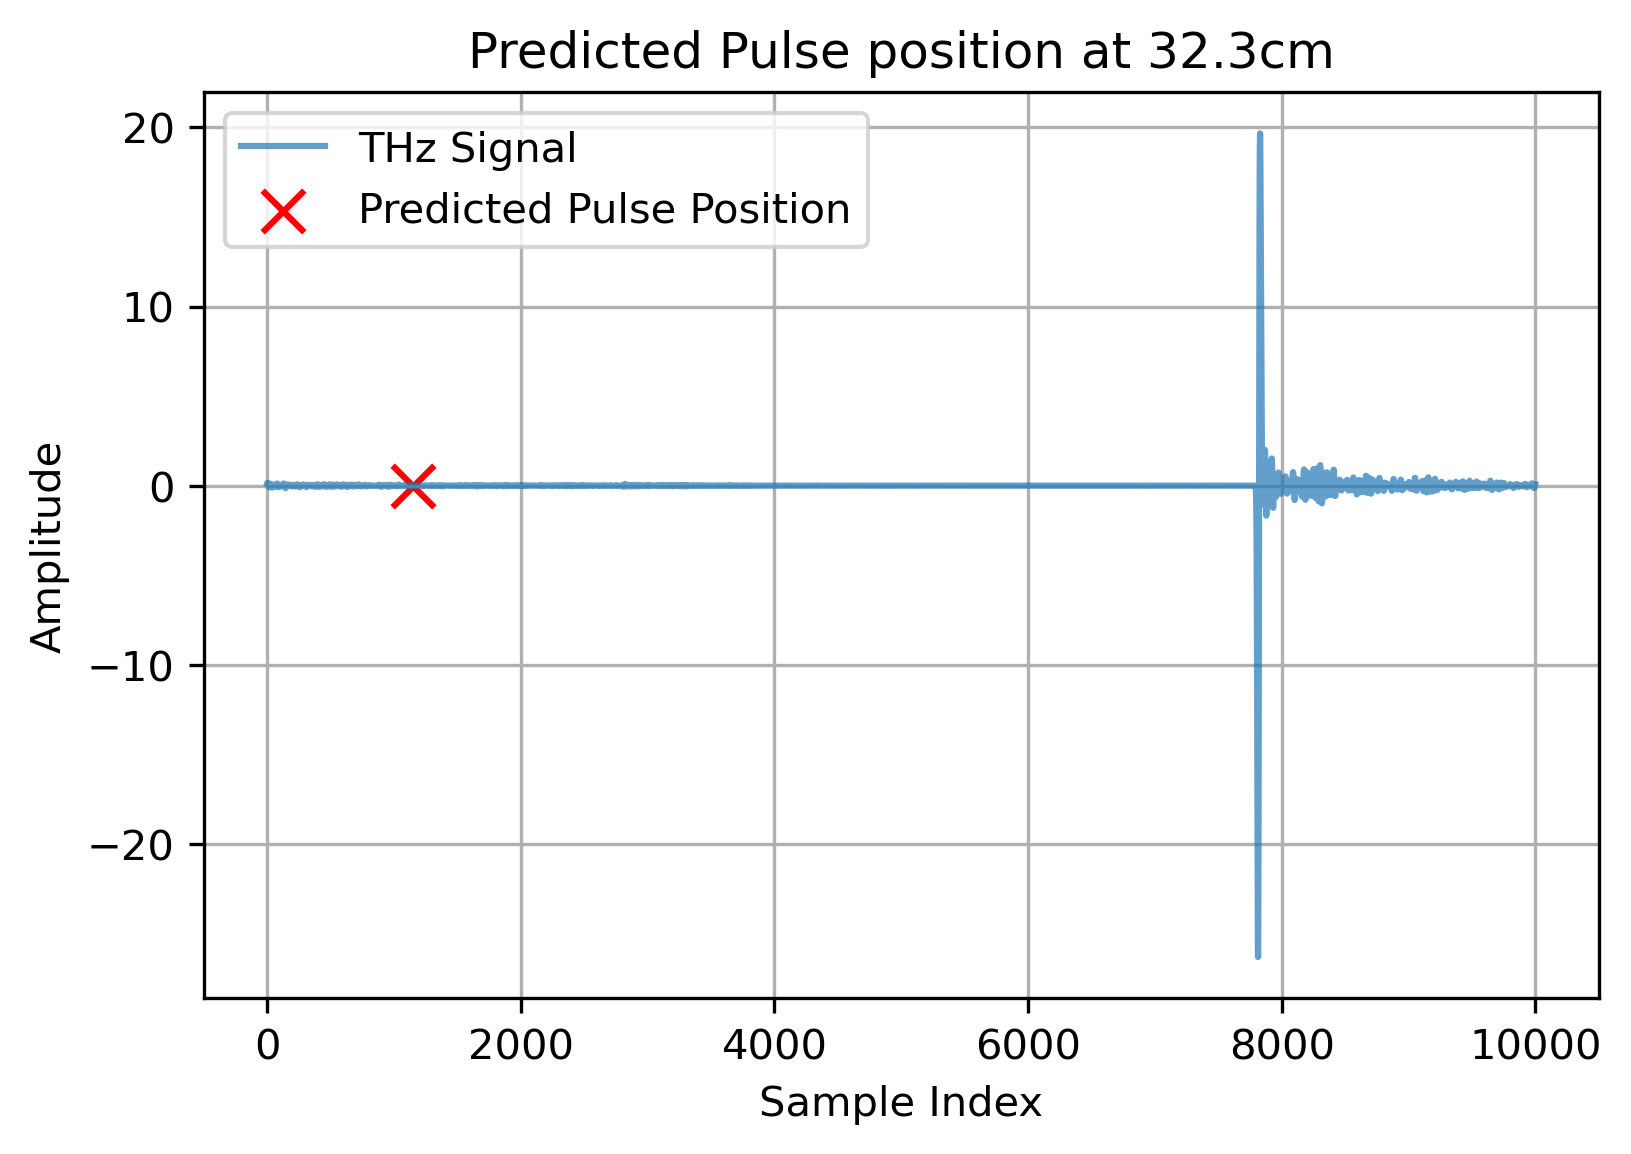 Predicted Pulse position at 32.3cm
THz Signal
Predicted Pulse Position
20
10
0
−10
−20
Amplitude
0 2000 4000 6000 8000 10000
Sample Index